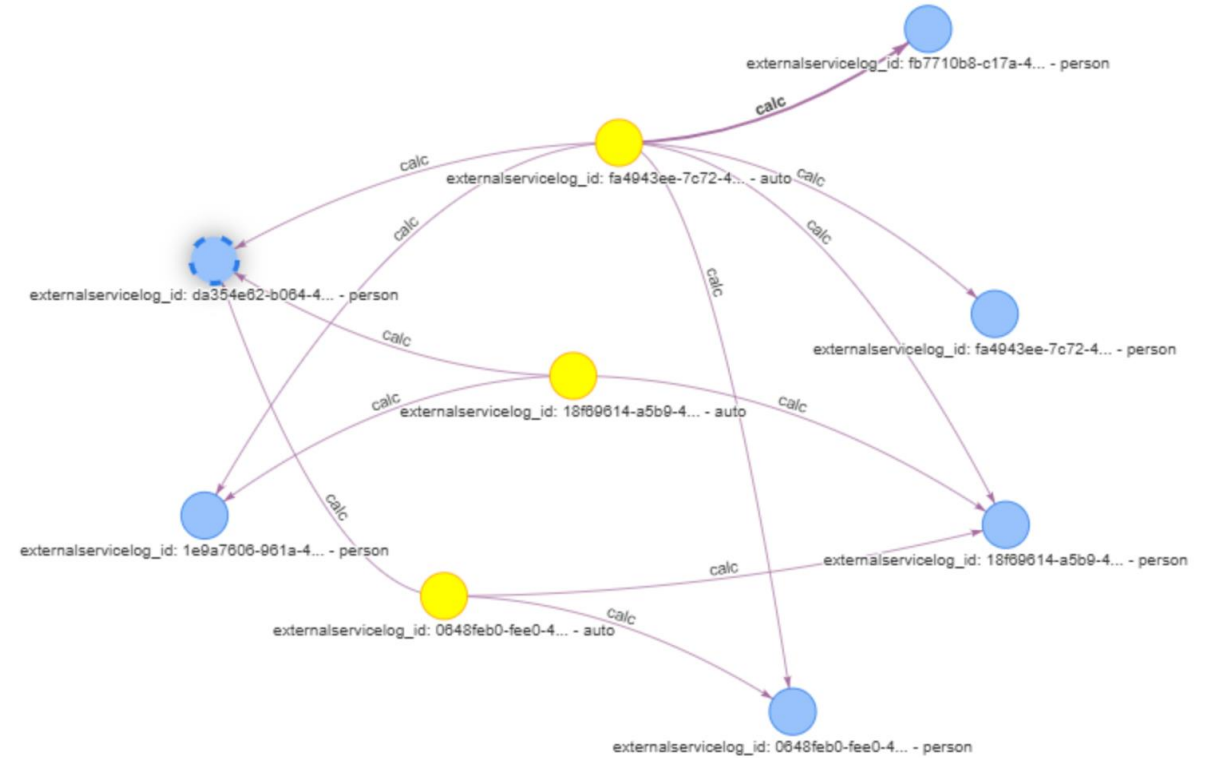 externalservicelog_id: fb7710b8-c17a-4... - person
calc
calc
externalservicelog_id: fa4943ee-7c72-4... - auto
calc
calc
calc
calc
externalservicelog_id: da354e62-b064-4... - person
calc
externalservicelog_id: fa4943ee-7c72-4... - person
calc
calc
externalservicelog_id: 18f69614-a5b9-4... - auto
calc
externalservicelog_id: 1e9a7606-961a-4... - person
externalservicelog_id: 18f69614-a5b9-4... - person
calc
calc
externalservicelog_id: 0648feb0-fee0-4... - auto
calc
externalservicelog_id: 0648feb0-fee0-4... - person